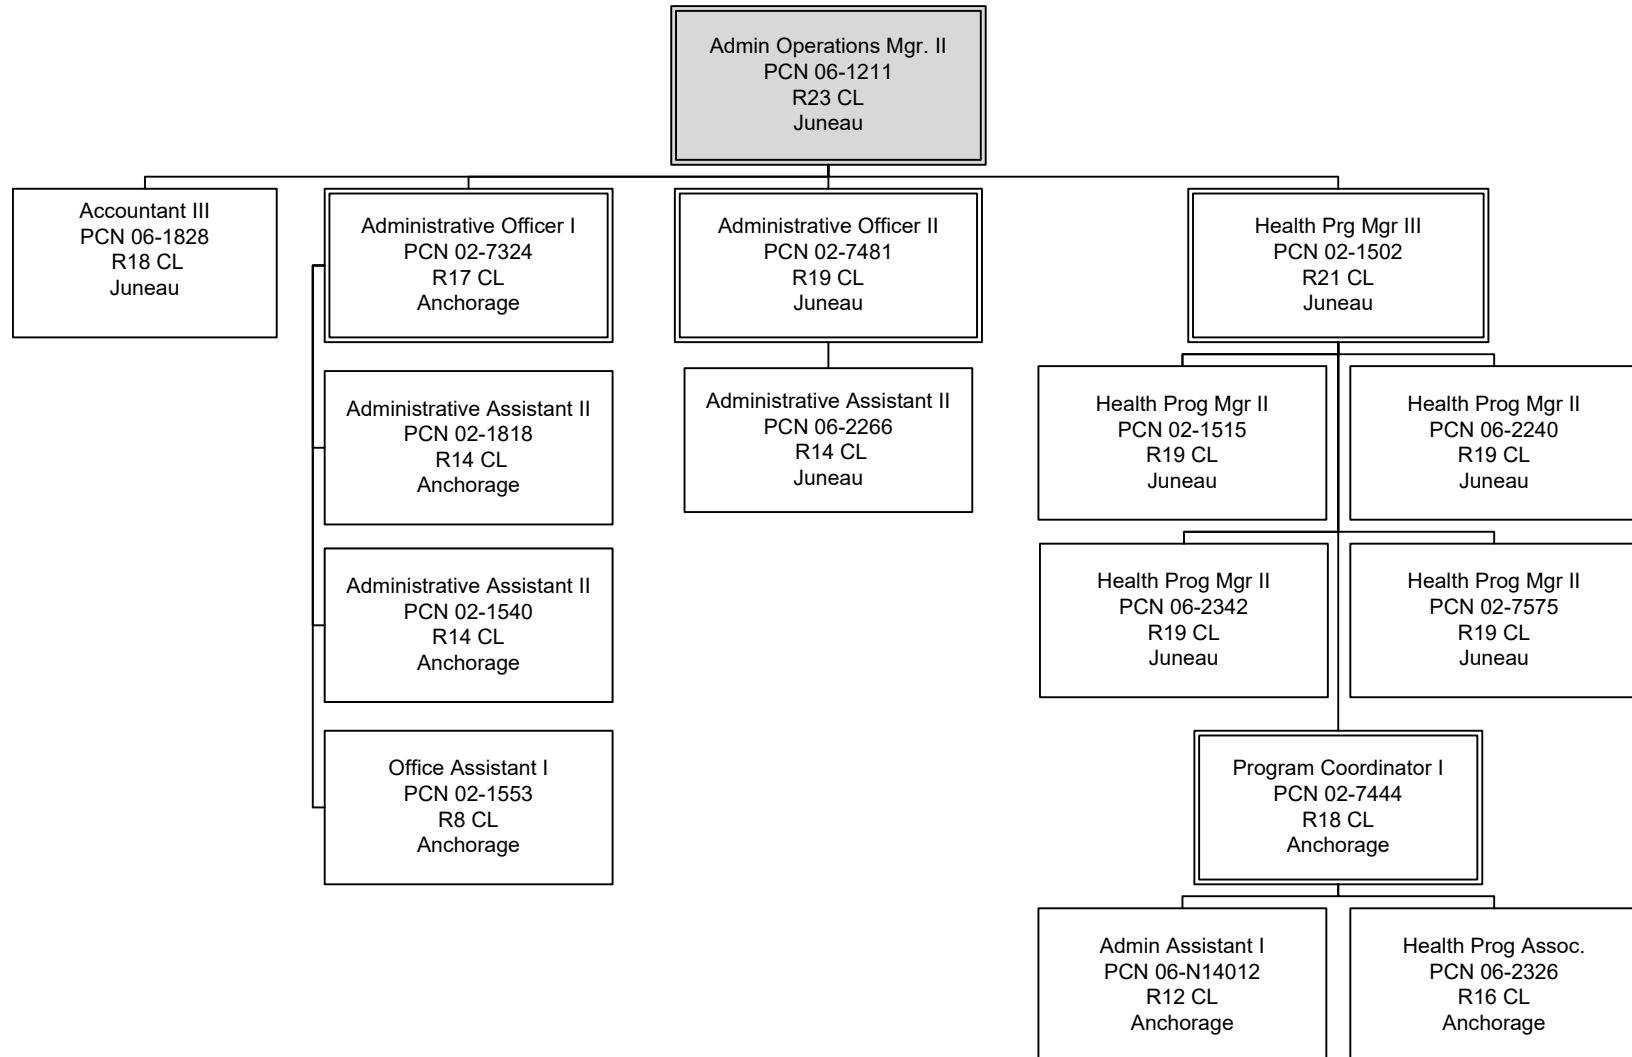 Admin Operations Mgr. II
PCN 06-1211
R23 CL
Juneau
Accountant III
PCN 06-1828
R18 CL
Juneau
Administrative Officer I
PCN 02-7324
R17 CL
Anchorage
Administrative Officer II
PCN 02-7481
R19 CL
Juneau
Health Prg Mgr III
PCN 02-1502
R21 CL
Juneau
Administrative Assistant II
PCN 02-1818
R14 CL
Anchorage
Administrative Assistant II
PCN 06-2266
R14 CL
Juneau
Health Prog Mgr II
PCN 02-1515
R19 CL
Juneau
Health Prog Mgr II
PCN 06-2240
R19 CL
Juneau
Administrative Assistant II
PCN 02-1540
R14 CL
Anchorage
Health Prog Mgr II
PCN 06-2342
R19 CL
Juneau
Health Prog Mgr II
PCN 02-7575
R19 CL
Juneau
Office Assistant I
PCN 02-1553
R8 CL
Anchorage
Program Coordinator I
PCN 02-7444
R18 CL
Anchorage
Admin Assistant I
PCN 06-N14012
R12 CL
Anchorage
Health Prog Assoc.
PCN 06-2326
R16 CL
Anchorage